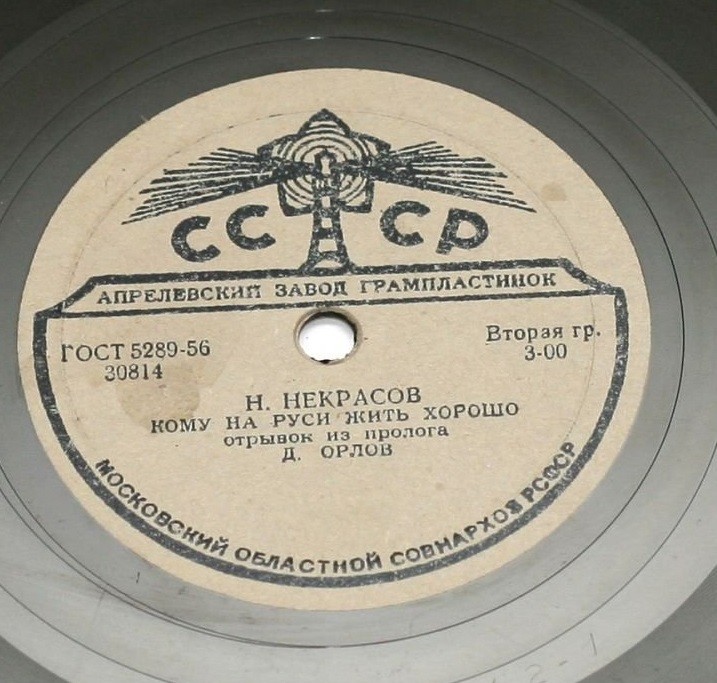 СССР
АПРЕЛЕВСКИЙ ЗАВОД ГРАМПЛАСТИНОК
ГОСТ 5289-56
30814
Вторая гр.
3-00
Н. НЕКРАСОВ
КОМУ НА РУСИ ЖИТЬ ХОРОШО
отрывок из пролога
Д. ОРЛОВ
МОСКОВСКИЙ ОБЛАСТНОЙ СОВНАРХОЗ РСФСР